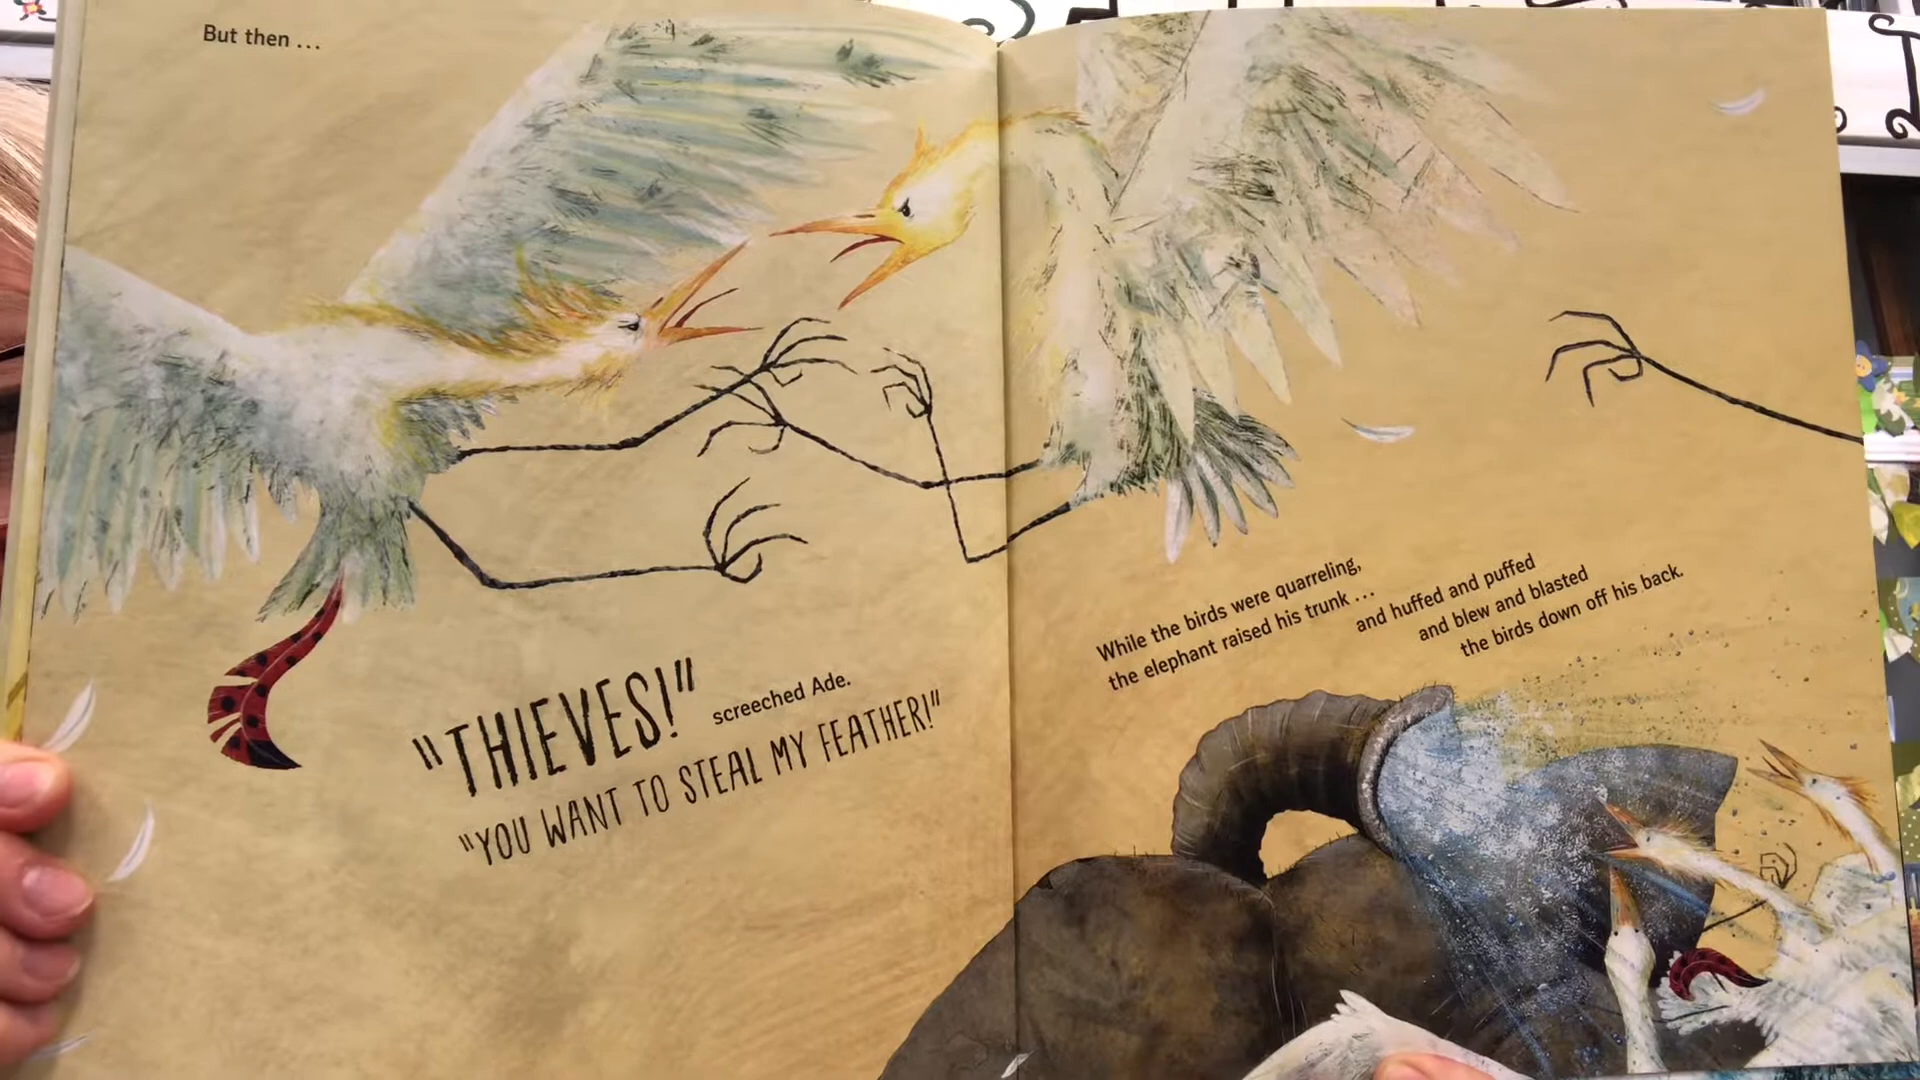 But then ...
"THIEVES!" screeched Ade.
"YOU WANT TO STEAL MY FEATHER!"
While the birds were quarreling,
the elephant raised his trunk ...
and huffed and puffed
and blew and blasted
the birds down off his back.